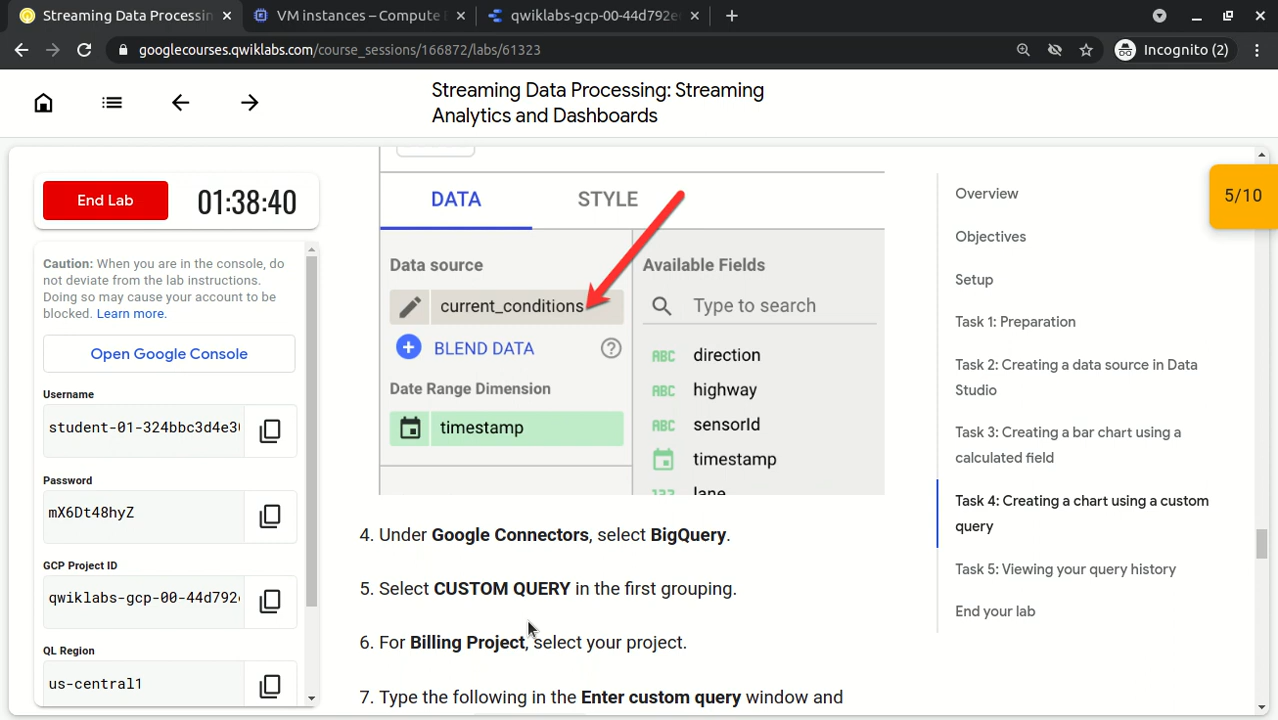 Streaming Data Processin
VM instances – Compute E
qwiklabs-gcp-00-44d792e
googlecourses.qwiklabs.com/course_sessions/166872/labs/61323
Incognito (2)
Streaming Data Processing: Streaming
Analytics and Dashboards
End Lab
01:38:40
Caution: When you are in the console, do
not deviate from the lab instructions.
Doing so may cause your account to be
blocked. Learn more.
Open Google Console
Username
student-01-324bbc3d4e3
Password
mX6Dt48hyZ
GCP Project ID
qwiklabs-gcp-00-44d792
QL Region
us-central1
DATA
STYLE
Data source
current_conditions
BLEND DATA
Date Range Dimension
timestamp
Available Fields
Type to search
ABC direction
ABC highway
ABC sensorId
timestamp
123 lane
4. Under Google Connectors, select BigQuery.
5. Select CUSTOM QUERY in the first grouping.
6. For Billing Project, select your project.
7. Type the following in the Enter custom query window and
5/10
Overview
Objectives
Setup
Task 1: Preparation
Task 2: Creating a data source in Data
Studio
Task 3: Creating a bar chart using a
calculated field
Task 4: Creating a chart using a custom
query
Task 5: Viewing your query history
End your lab